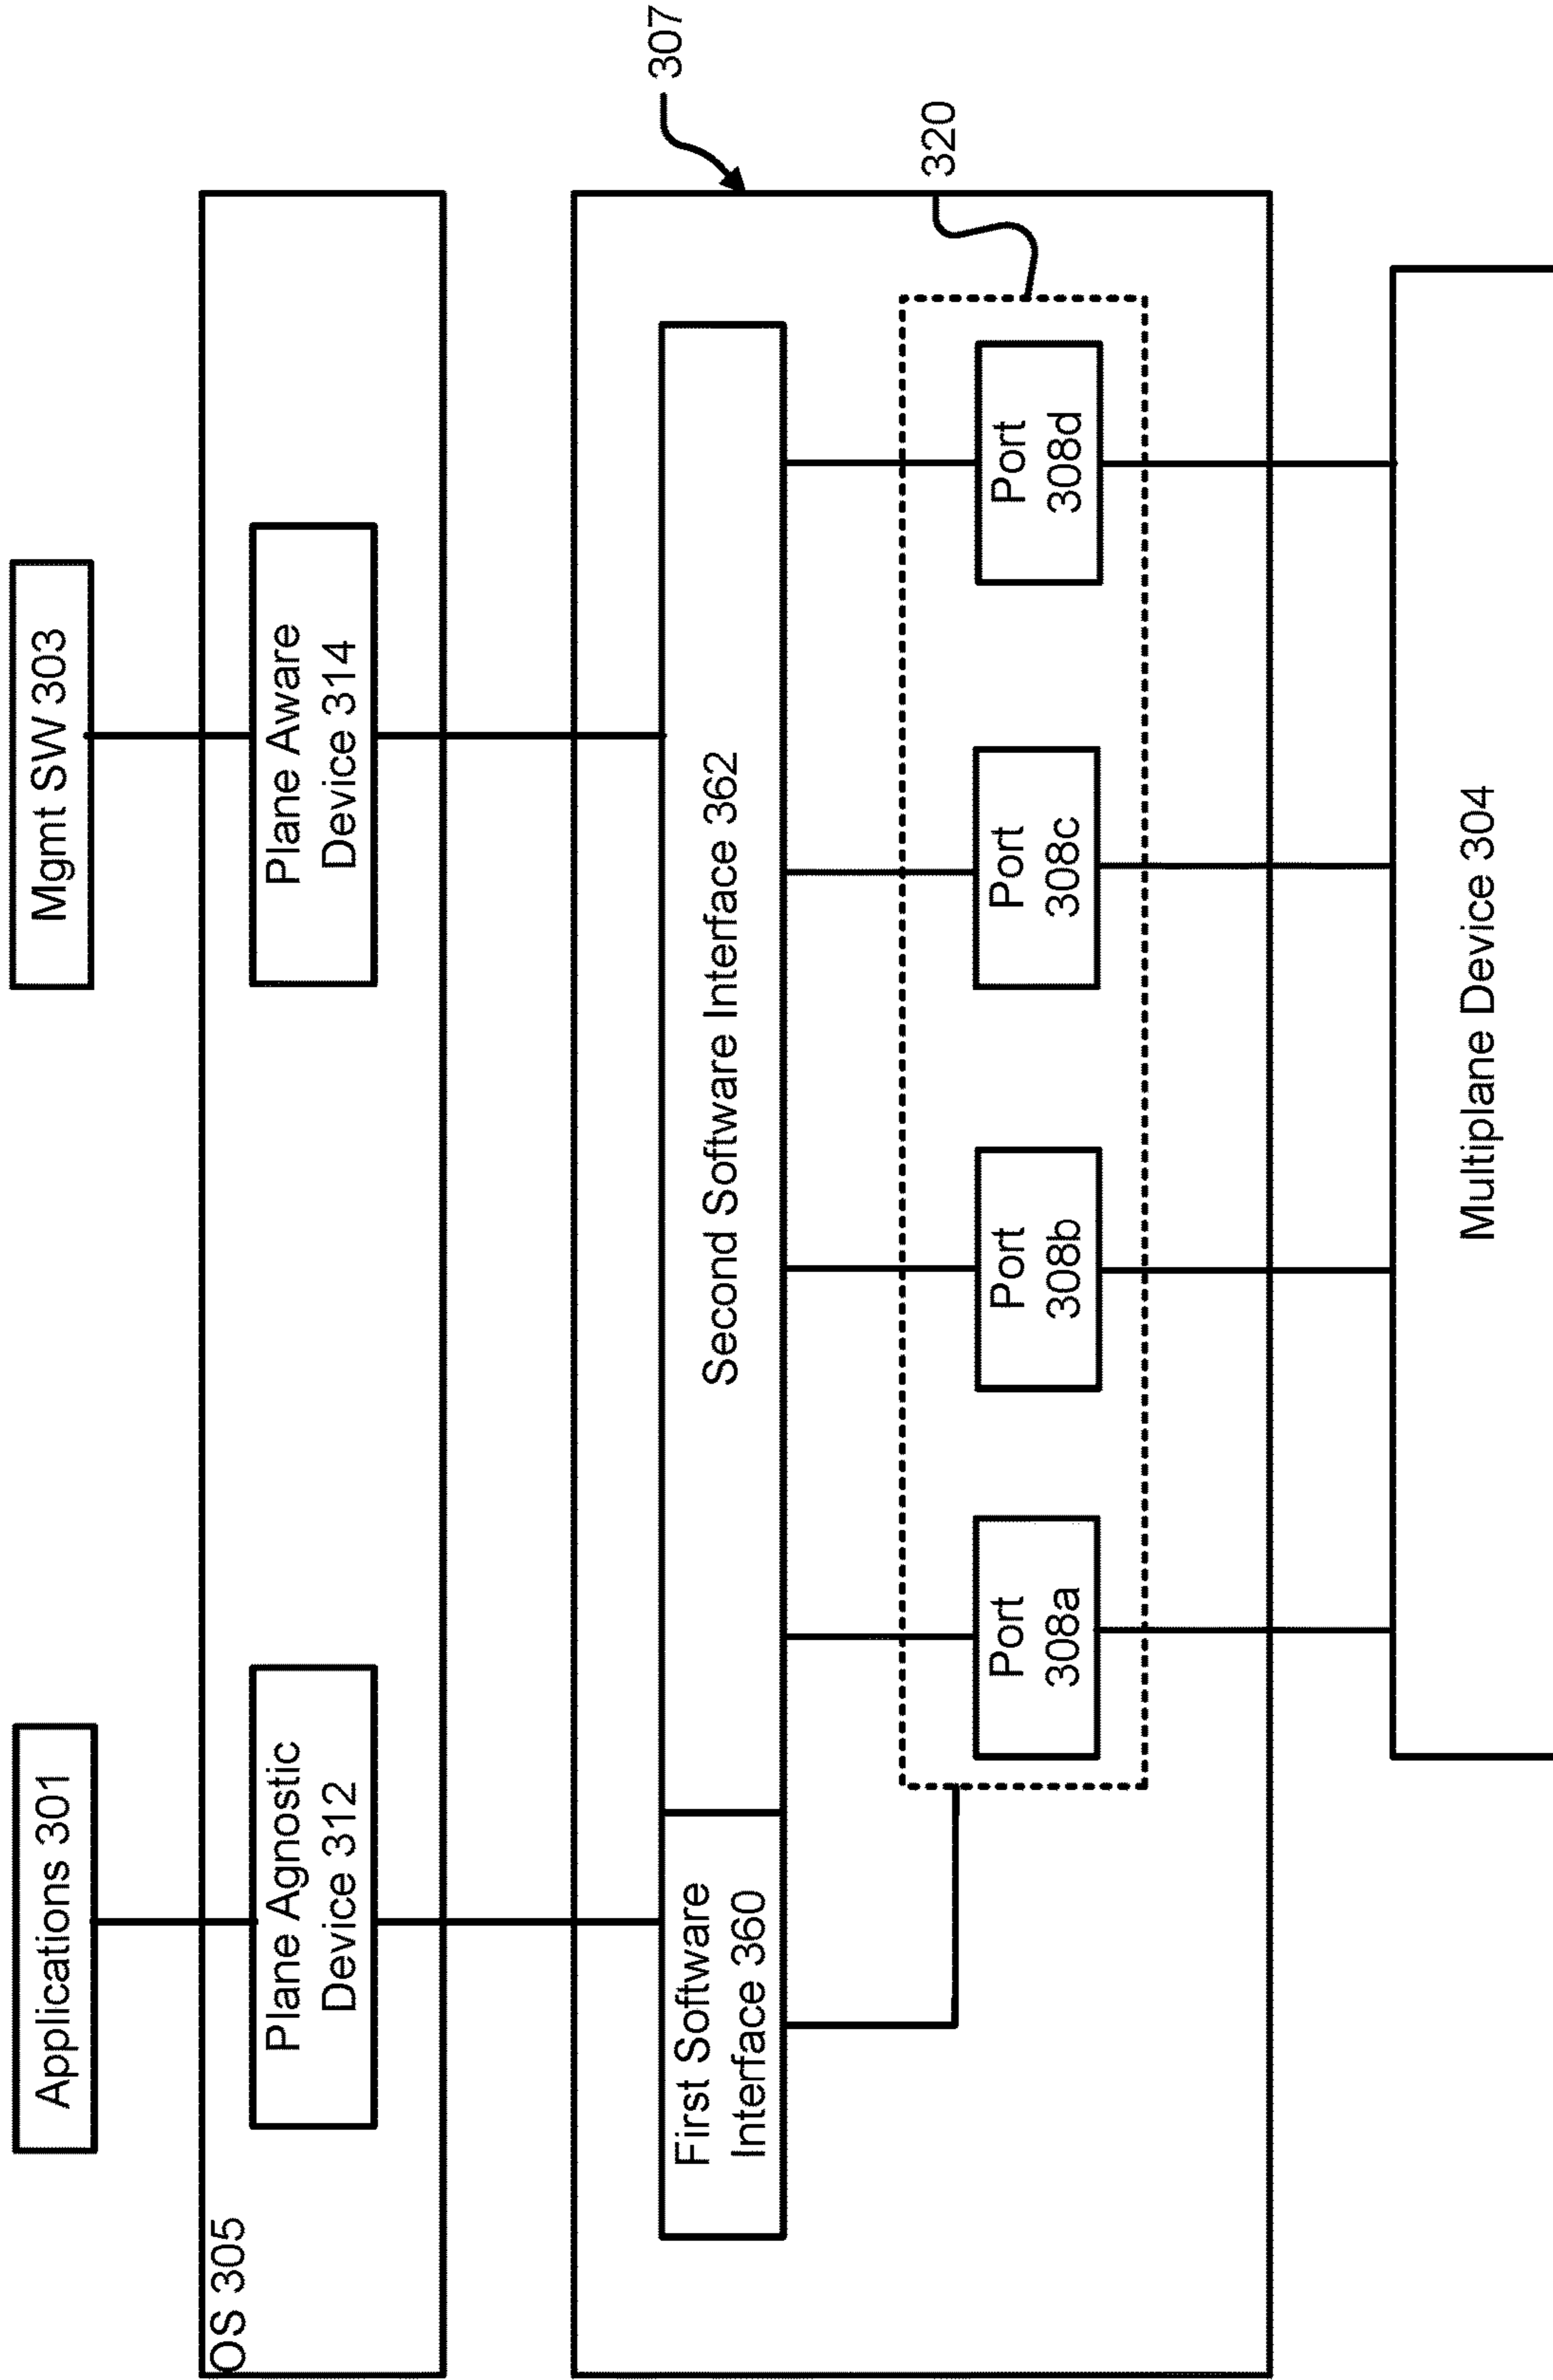 Applications 301
Mgmt SW 303
OS 305
Plane Agnostic
Device 312
Plane Aware
Device 314
307
First Software
Interface 360
Second Software Interface 362
320
Port
308a
Port
308b
Port
308c
Port
308d
Multiplane Device 304